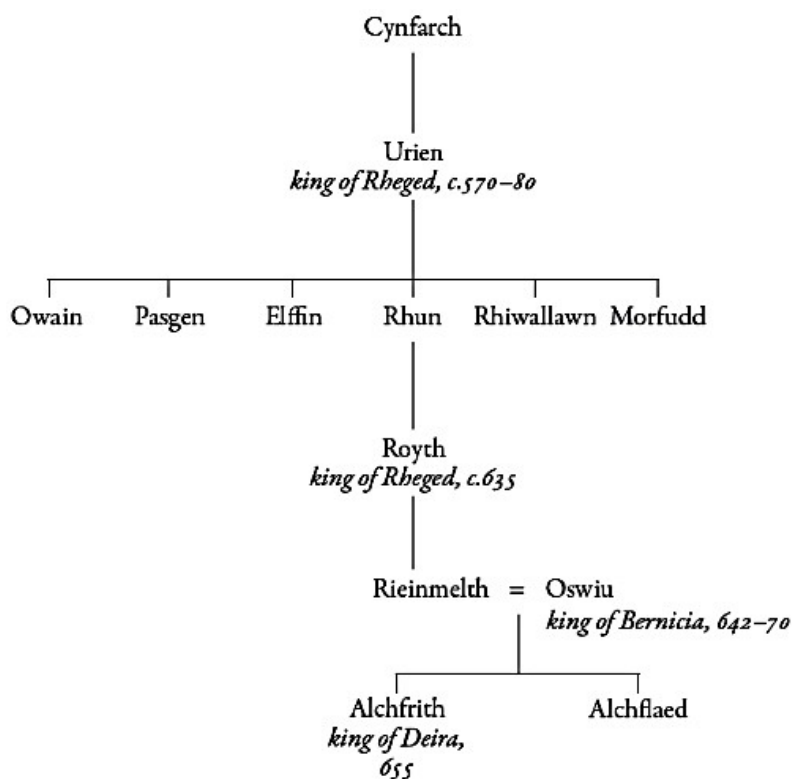 Cynfarch
Urien
king of Rheged, c.570–80
Owain Pasgen Elffin Rhun Rhiwallawn Morfudd
Royth
king of Rheged, c.635
Rieinmelth = Oswiu
king of Bernicia, 642–70
Alchfrith Alchflaed
king of Deira,
655